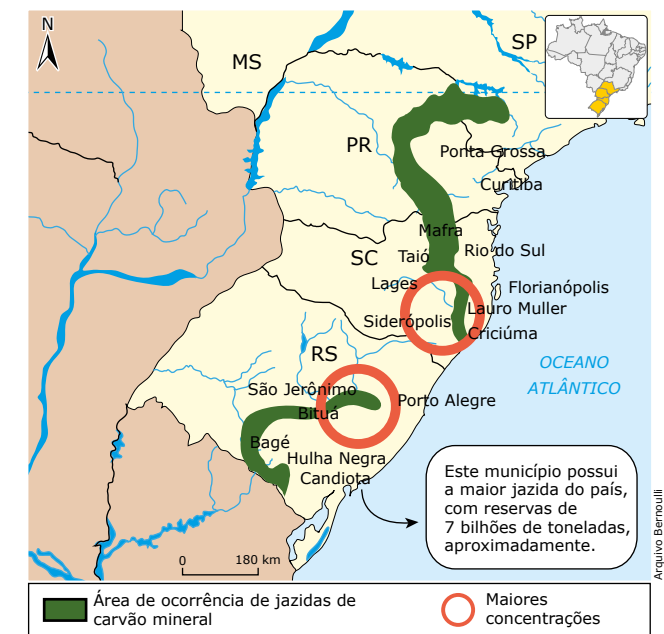 N
MS
SP
PR
Ponta Grossa
Curitiba
Mafra
Taió
Rio do Sul
SC
Lages
Florianópolis
Lauro Muller
Siderópolis
Criciúma
RS
OCEANO
ATLÂNTICO
São Jerônimo
Porto Alegre
Bituá
Bagé
Hulha Negra
Candiota
Este município possui
a maior jazida do país,
com reservas de
7 bilhões de toneladas,
aproximadamente.
0 180 km
Arquivo Bernoulli
Área de ocorrência de jazidas de
carvão mineral
Maiores
concentrações